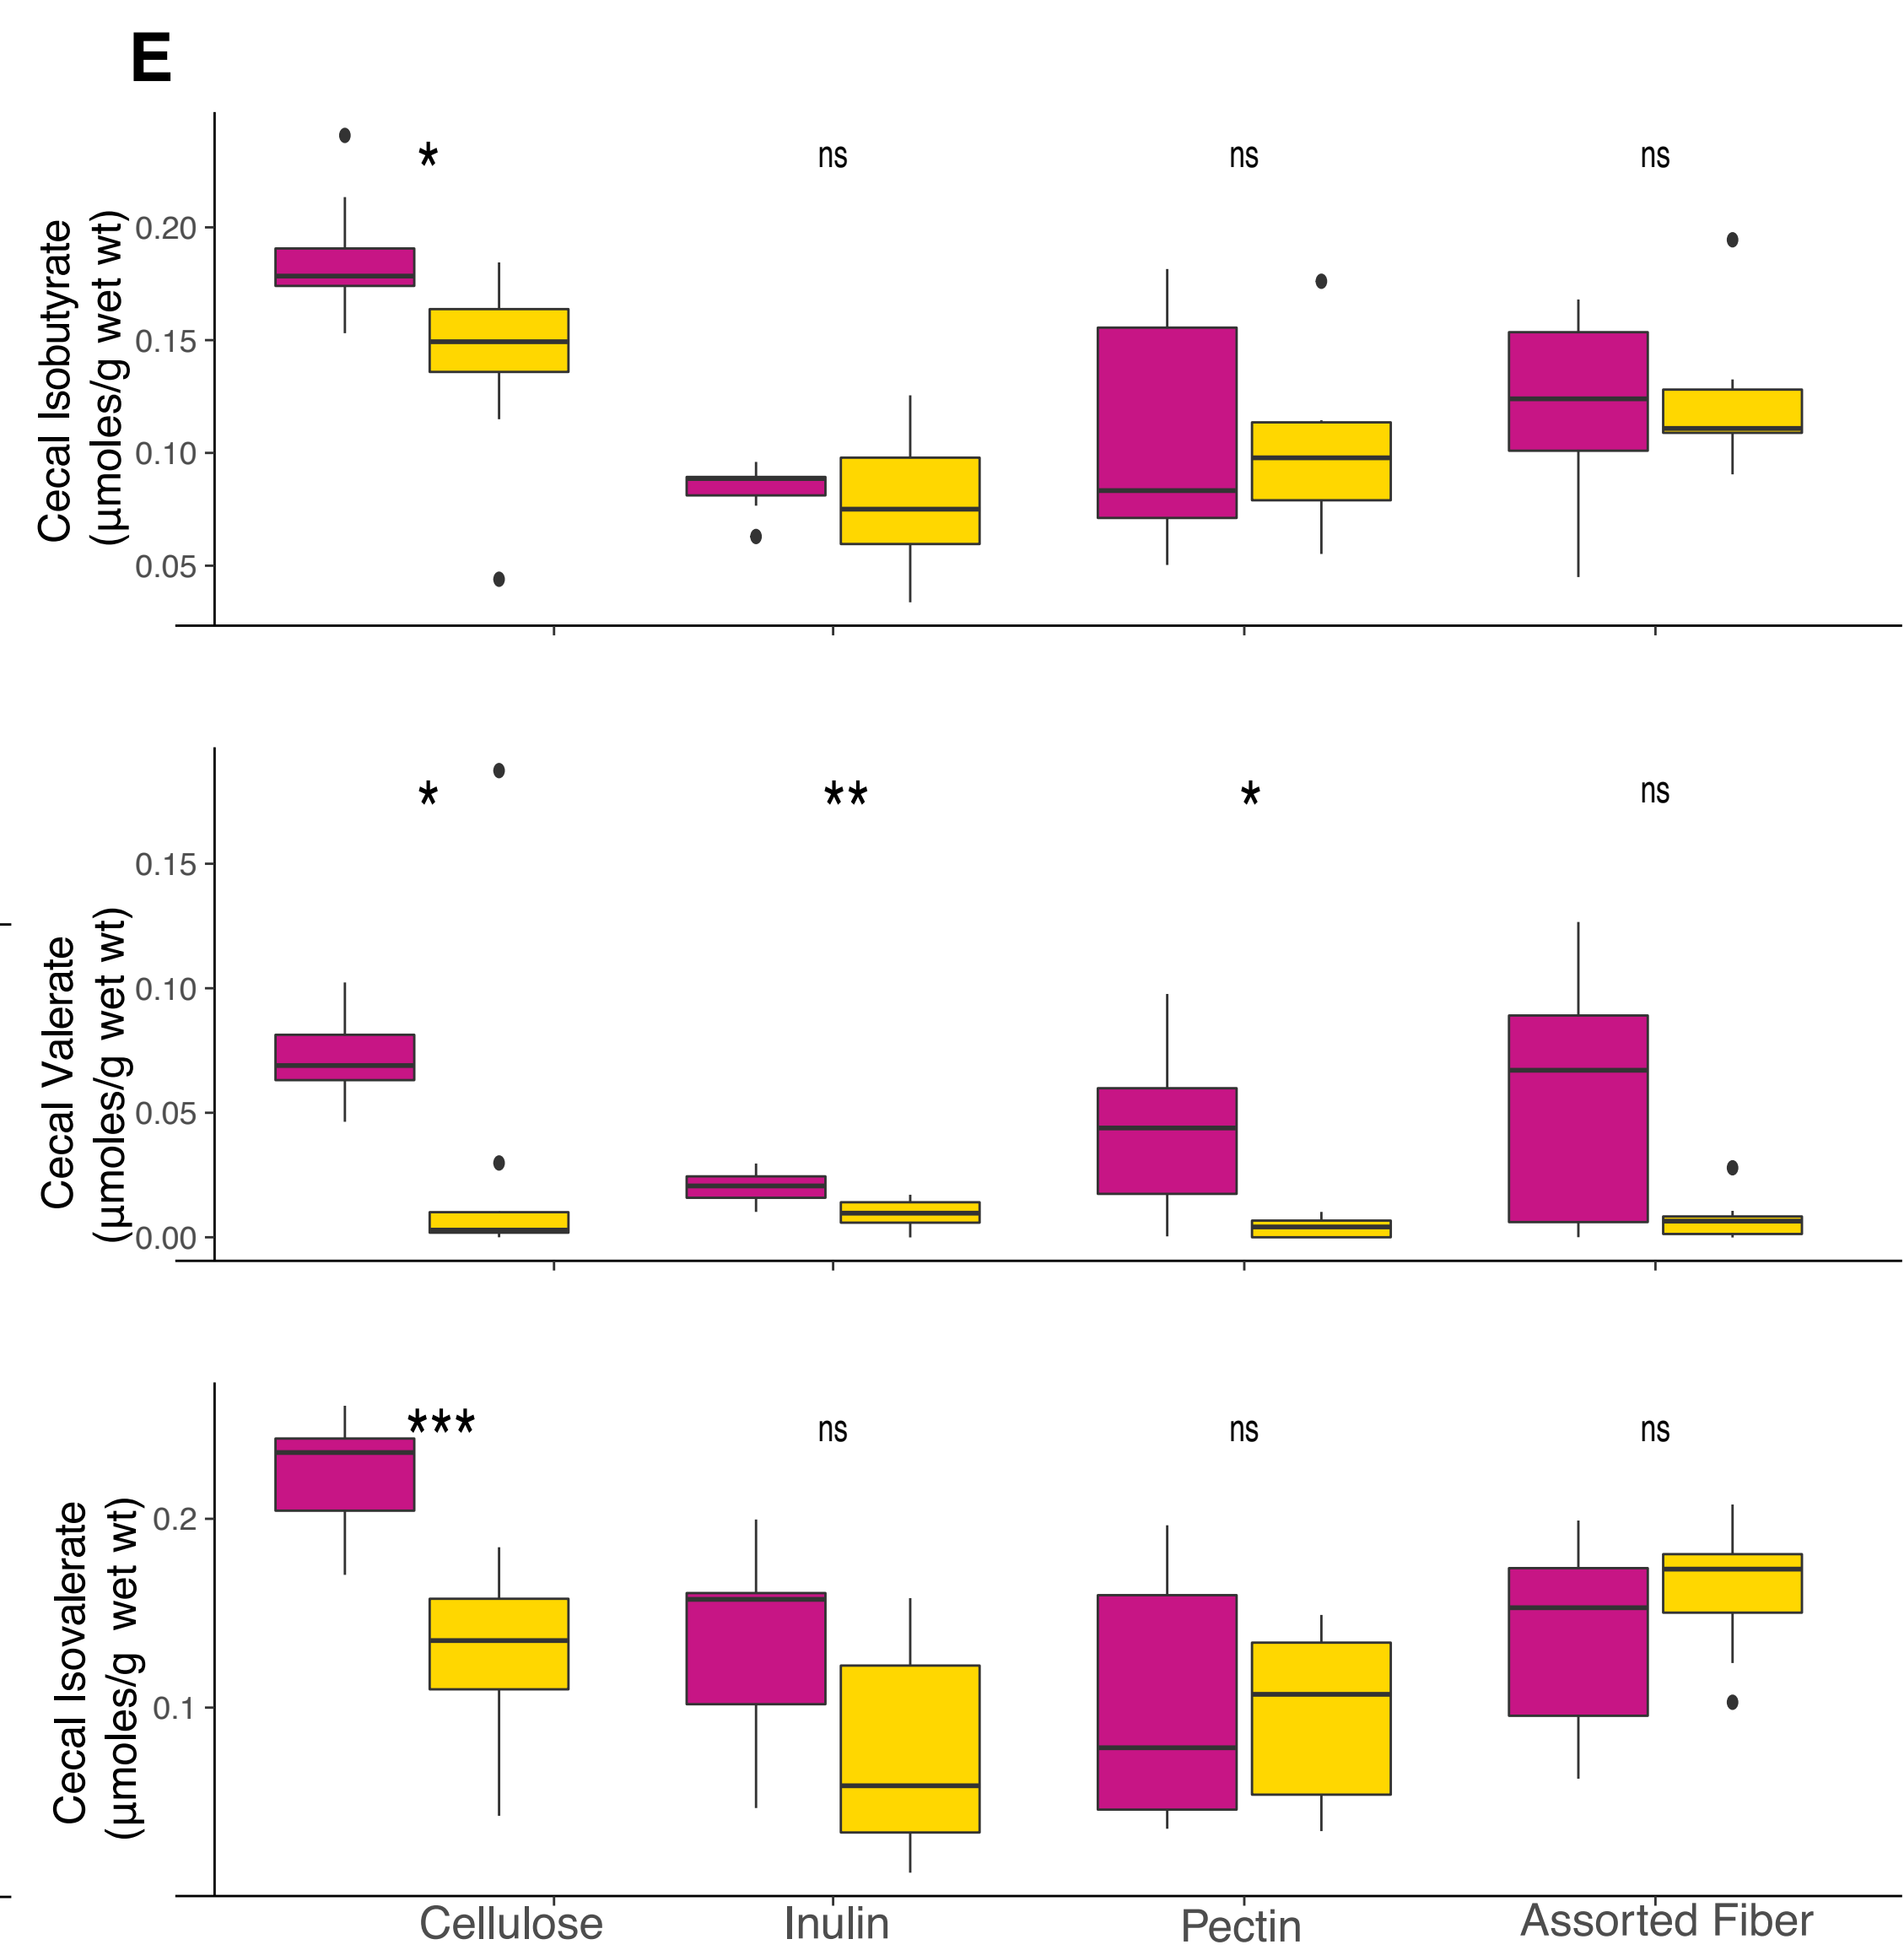 E
Cecal Isobutyrate
(µmoles/g wet wt)
0.20
0.15
0.10
0.05
*
ns
ns
ns
Cecal Valerate
(µmoles/g wet wt)
0.15
0.10
0.05
0.00
*
**
*
ns
Cecal Isovalerate
(µmoles/g wet wt)
0.2
0.1
***
ns
ns
ns
Cellulose
Inulin
Pectin
Assorted Fiber